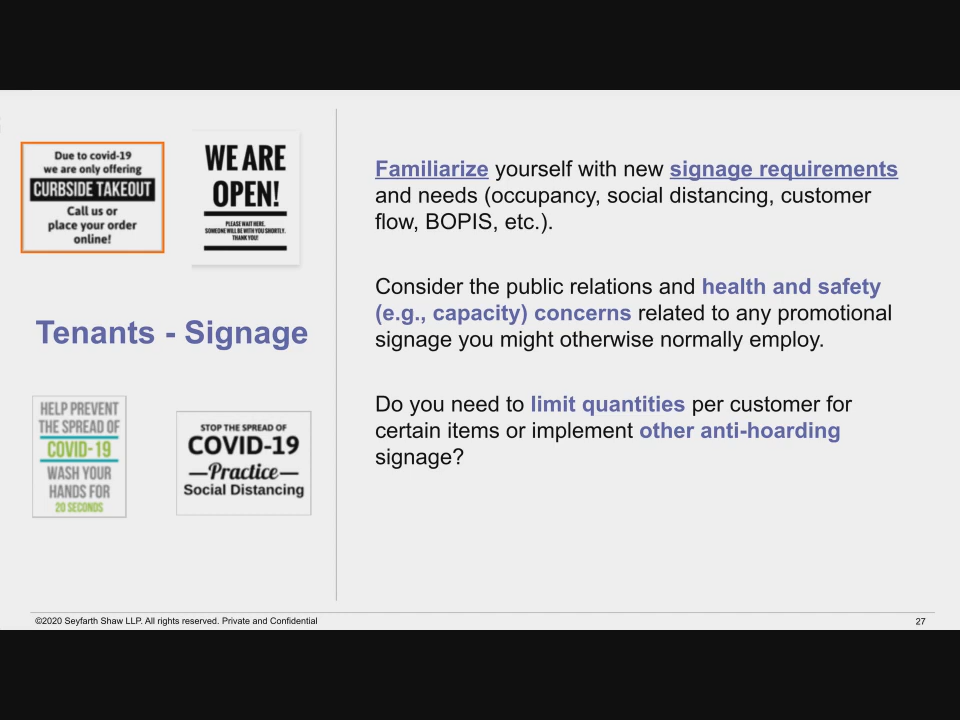 Due to covid-19
we are only offering
CURBSIDE TAKEOUT
Call us or
place your order
online!
WE ARE
OPEN!
PLEASE WAIT HERE.
SOMEONE WILL BE WITH YOU SHORTLY.
THANK YOU!
Tenants - Signage
HELP PREVENT
THE SPREAD OF
COVID-19
WASH YOUR
HANDS FOR
20 SECONDS
STOP THE SPREAD OF
COVID-19
—Practice—
Social Distancing
Familiarize yourself with new signage requirements
and needs (occupancy, social distancing, customer
flow, BOPIS, etc.).
Consider the public relations and health and safety
(e.g., capacity) concerns related to any promotional
signage you might otherwise normally employ.
Do you need to limit quantities per customer for
certain items or implement other anti-hoarding
signage?
©2020 Seyfarth Shaw LLP. All rights reserved. Private and Confidential
27